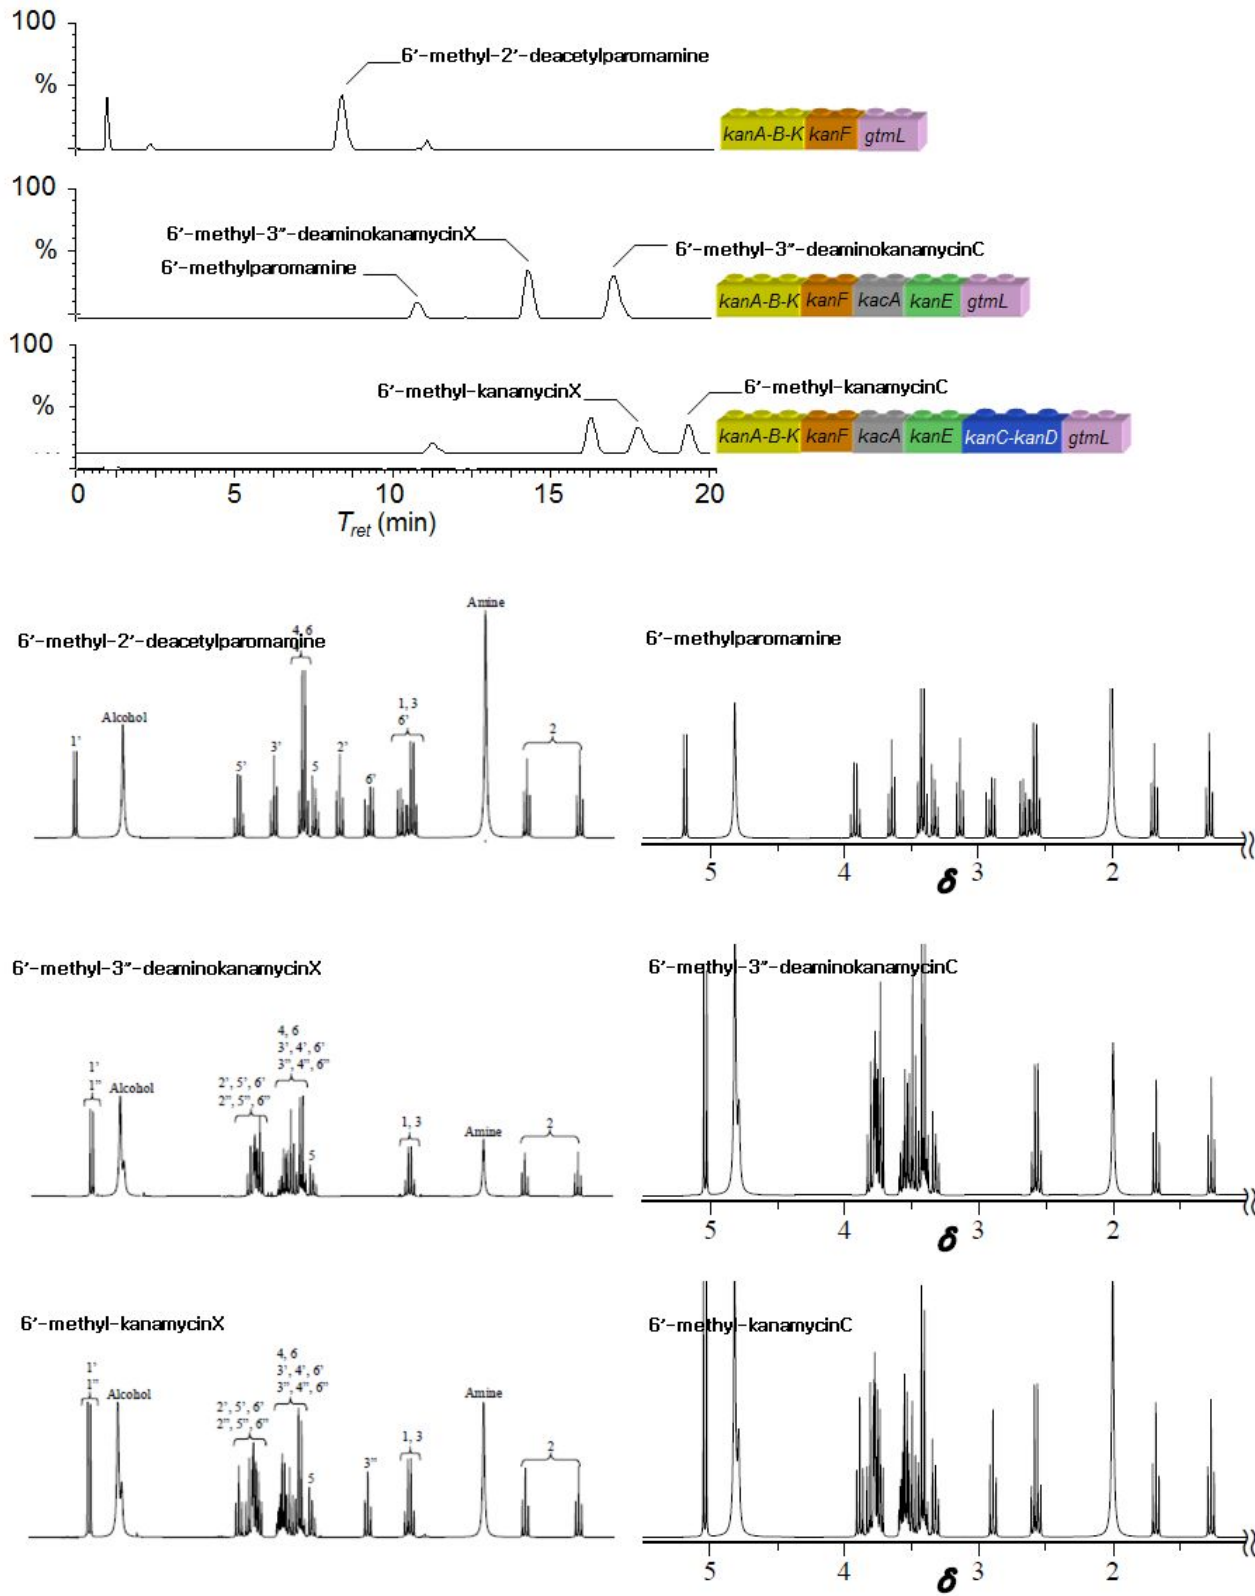 100
%
6'-methyl-2'-deacetylparomamine
kanA-B-K kanF gtmL
100
%
6'-methyl-3"-deaminokanamycinX
6'-methyl-3"-deaminokanamycinC
6'-methylparomamine
kanA-B-K kanF kacA kanE gtmL
100
%
6'-methyl-kanamycinX
6'-methyl-kanamycinC
kanA-B-K kanF kacA kanE kanC-kanD gtmL
0 5 10 15 20
Tret (min)
6'-methyl-2'-deacetylparomamine
4, 6
Amine
Alcohol
1'
5'
3'
5
2'
6'
1, 3
6'
2
6'-methylparomamine
5 4 3 2
δ
6'-methyl-3"-deaminokanamycinX
1'
1"
Alcohol
2', 5', 6'
2", 5", 6"
4, 6
3', 4', 6'
3", 4", 6"
5
1, 3
Amine
2
6'-methyl-3"-deaminokanamycinC
5 4 3 2
δ
6'-methyl-kanamycinX
1'
1"
Alcohol
2', 5', 6'
2", 5", 6"
4, 6
3', 4', 6'
3", 4", 6"
5
3"
1, 3
Amine
2
6'-methyl-kanamycinC
5 4 3 2
δ